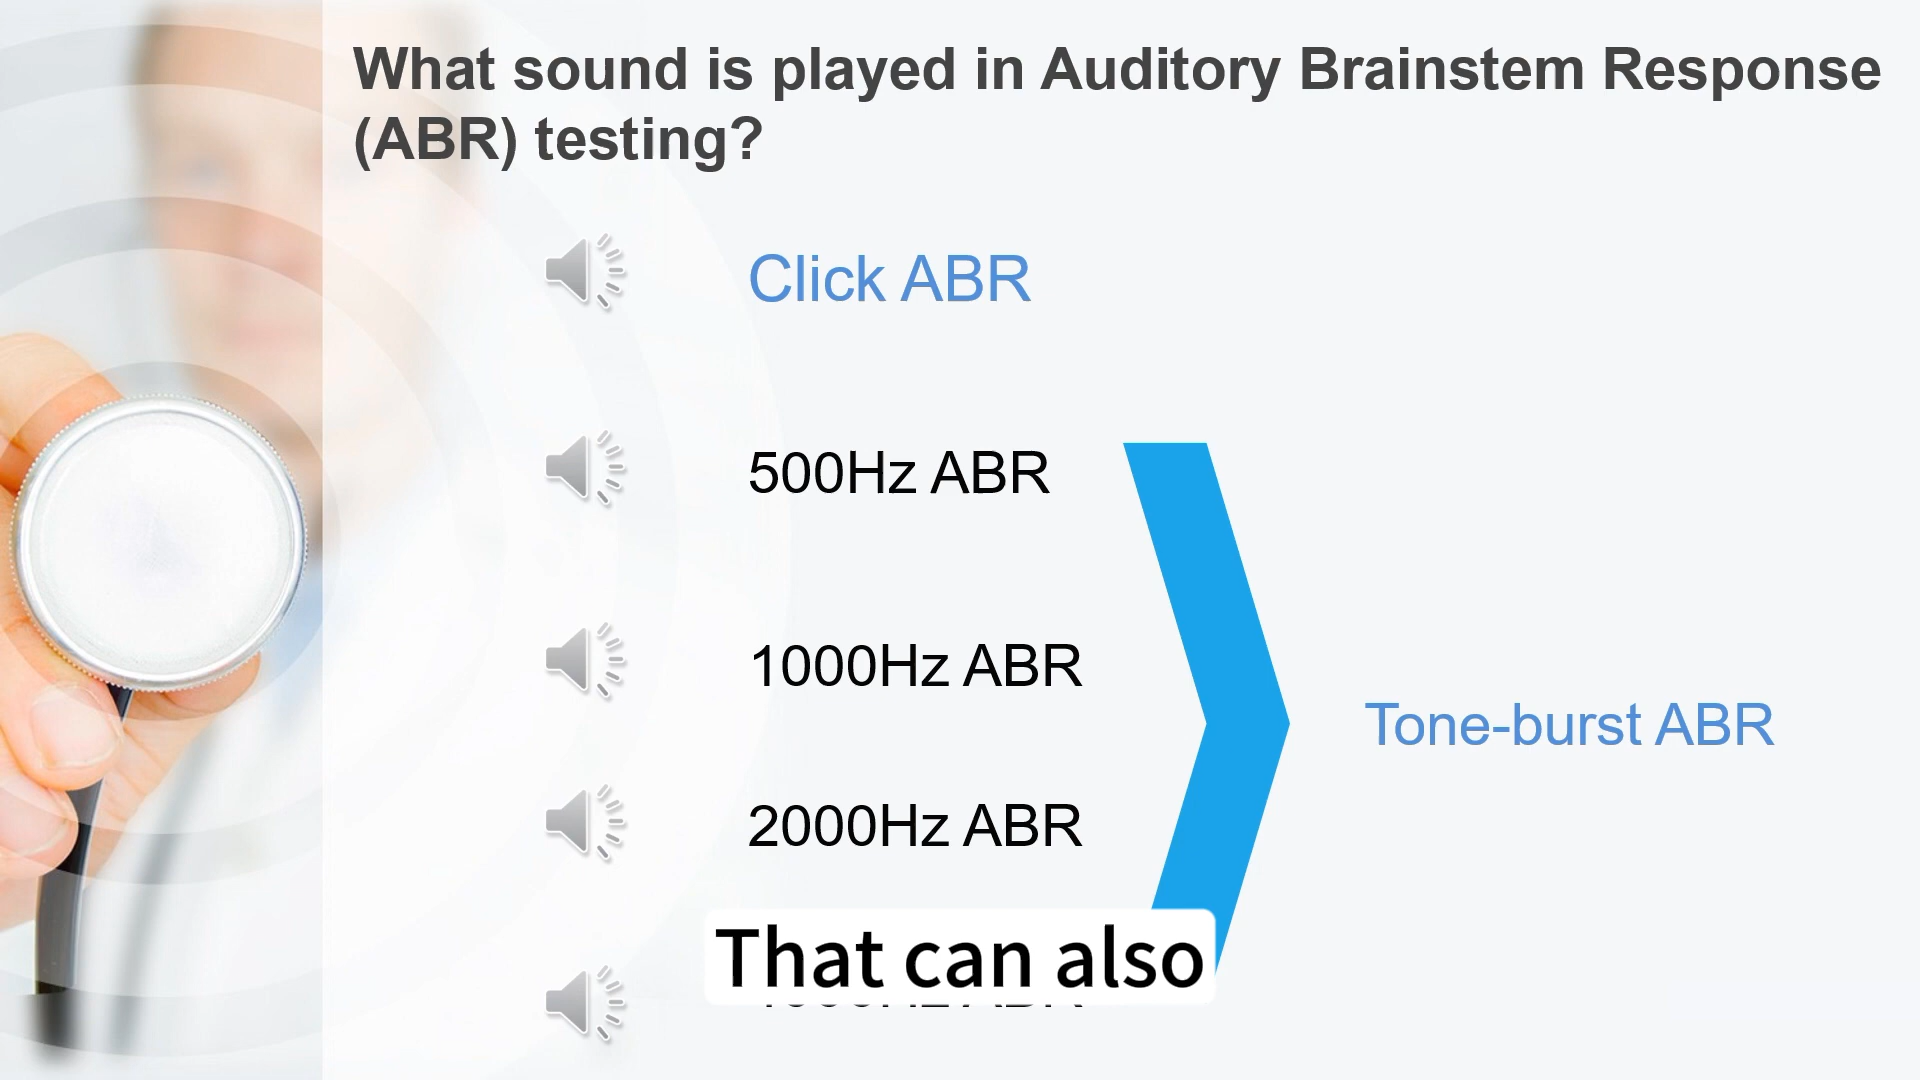 What sound is played in Auditory Brainstem Response
(ABR) testing?
Click ABR
500Hz ABR
1000Hz ABR
Tone-burst ABR
2000Hz ABR
That can also